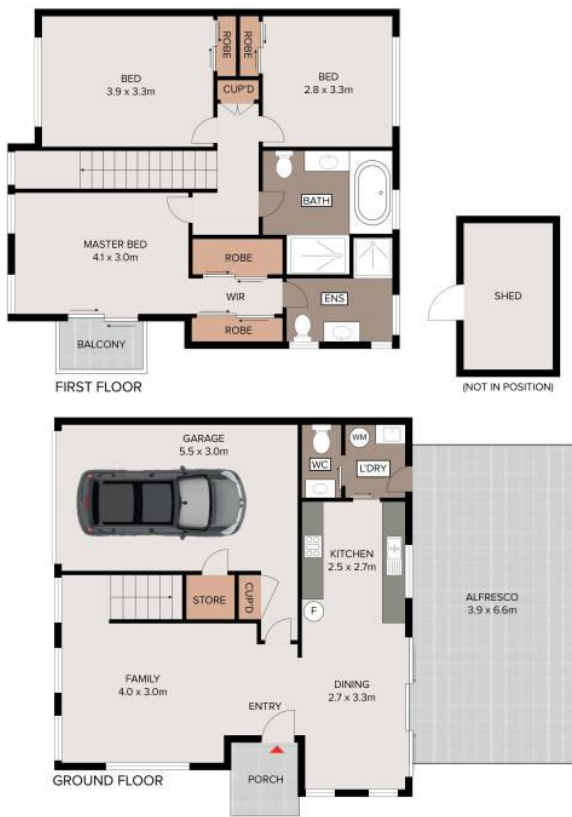 BED
3.9 x 3.3m
ROBE
ROBE
BED
2.8 x 3.3m
CUP'D
BATH
MASTER BED
4.1 x 3.0m
ROBE
WIR
ROBE
ENS
BALCONY
FIRST FLOOR
SHED
(NOT IN POSITION)
GARAGE
5.5 x 3.0m
WC
WM
L'DRY
KITCHEN
2.5 x 2.7m
STORE
CUP'D
F
ALFRESCO
3.9 x 6.6m
FAMILY
4.0 x 3.0m
DINING
2.7 x 3.3m
ENTRY
PORCH
GROUND FLOOR